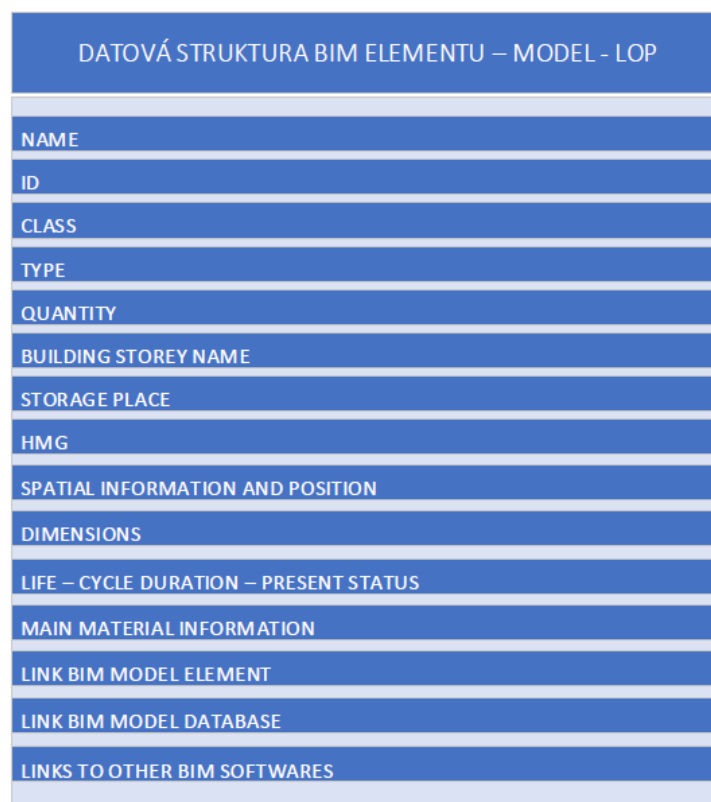 DATOVÁ STRUKTURA BIM ELEMENTU – MODEL - LOP
NAME
ID
CLASS
TYPE
QUANTITY
BUILDING STOREY NAME
STORAGE PLACE
HMG
SPATIAL INFORMATION AND POSITION
DIMENSIONS
LIFE – CYCLE DURATION – PRESENT STATUS
MAIN MATERIAL INFORMATION
LINK BIM MODEL ELEMENT
LINK BIM MODEL DATABASE
LINKS TO OTHER BIM SOFTWARES